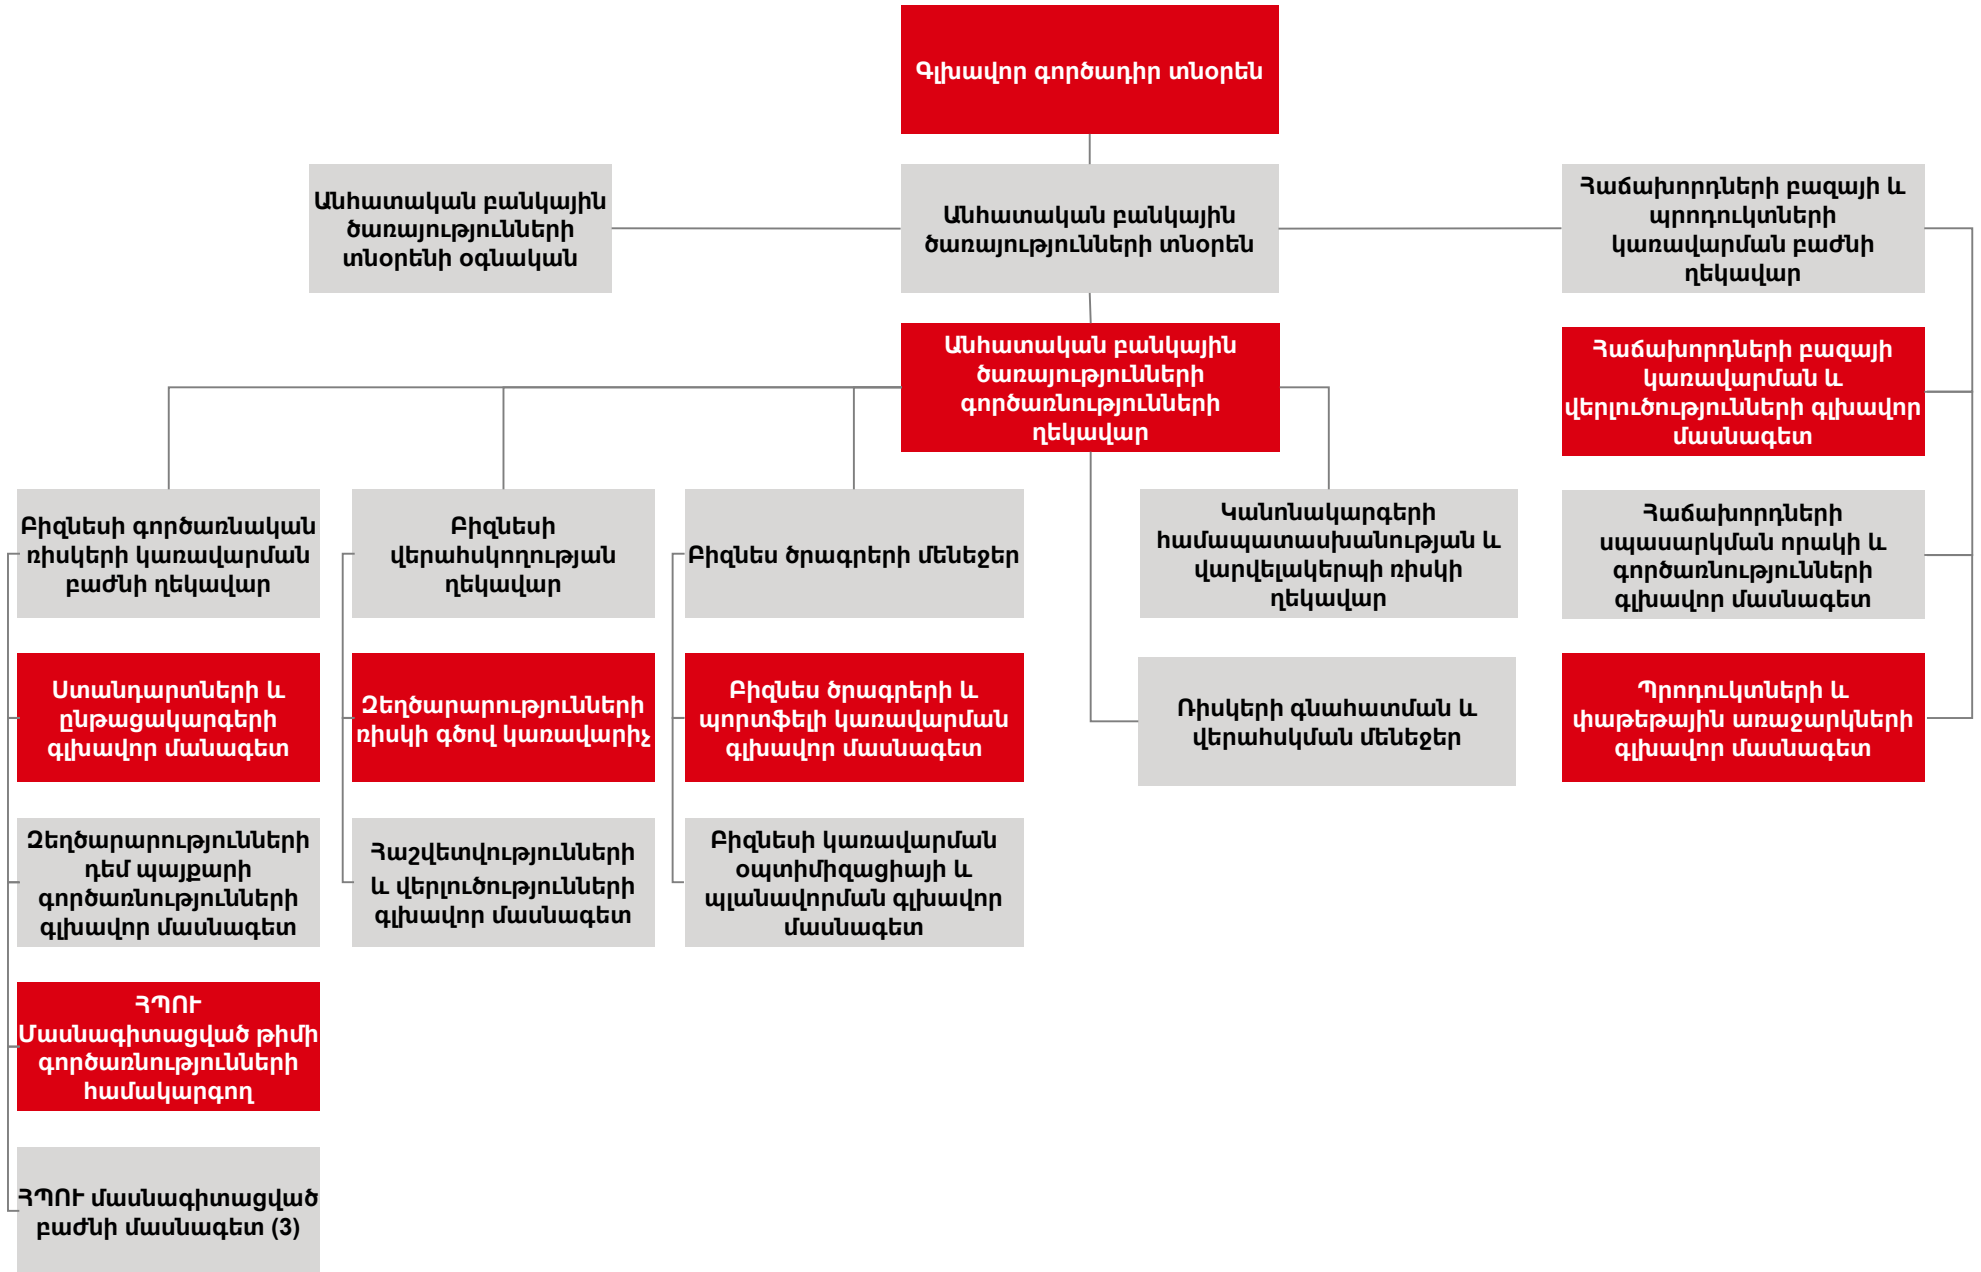 Գլխավոր գործադիր տնօրեն
Անհատական բանկային
ծառայությունների
տնօրենի օգնական
Անհատական բանկային
ծառայությունների տնօրեն
Հաճախորդների բազայի և
պրոդուկտների
կառավարման բաժնի
ղեկավար
Անհատական բանկային
ծառայությունների
գործառնությունների
ղեկավար
Հաճախորդների բազայի
կառավարման և
վերլուծությունների գլխավոր
մասնագետ
Բիզնեսի գործառնական
ռիսկերի կառավարման
բաժնի ղեկավար
Բիզնեսի
վերահսկողության
ղեկավար
Բիզնես ծրագրերի մենեջեր
Կանոնակարգերի
համապատասխանության և
վարվելակերպի ռիսկի
ղեկավար
Հաճախորդների
սպասարկման որակի և
գործառնությունների
գլխավոր մասնագետ
Ստանդարտների և
ընթացակարգերի
գլխավոր մանագետ
Զեղծարարությունների
ռիսկի գծով կառավարիչ
Բիզնես ծրագրերի և
պորտֆելի կառավարման
գլխավոր մասնագետ
Ռիսկերի գնահատման և
վերահսկման մենեջեր
Պրոդուկտների և
փաթեթային առաջարկների
գլխավոր մասնագետ
Զեղծարարությունների
դեմ պայքարի
գործառնությունների
գլխավոր մասնագետ
Հաշվետվությունների
և վերլուծությունների
գլխավոր մասնագետ
Բիզնեսի կառավարման
օպտիմիզացիայի և
պլանավորման գլխավոր
մասնագետ
ՀՊՈՒ
Մասնագիտացված թիմի
գործառնությունների
համակարգող
ՀՊՈՒ մասնագիտացված
բաժնի մասնագետ (3)